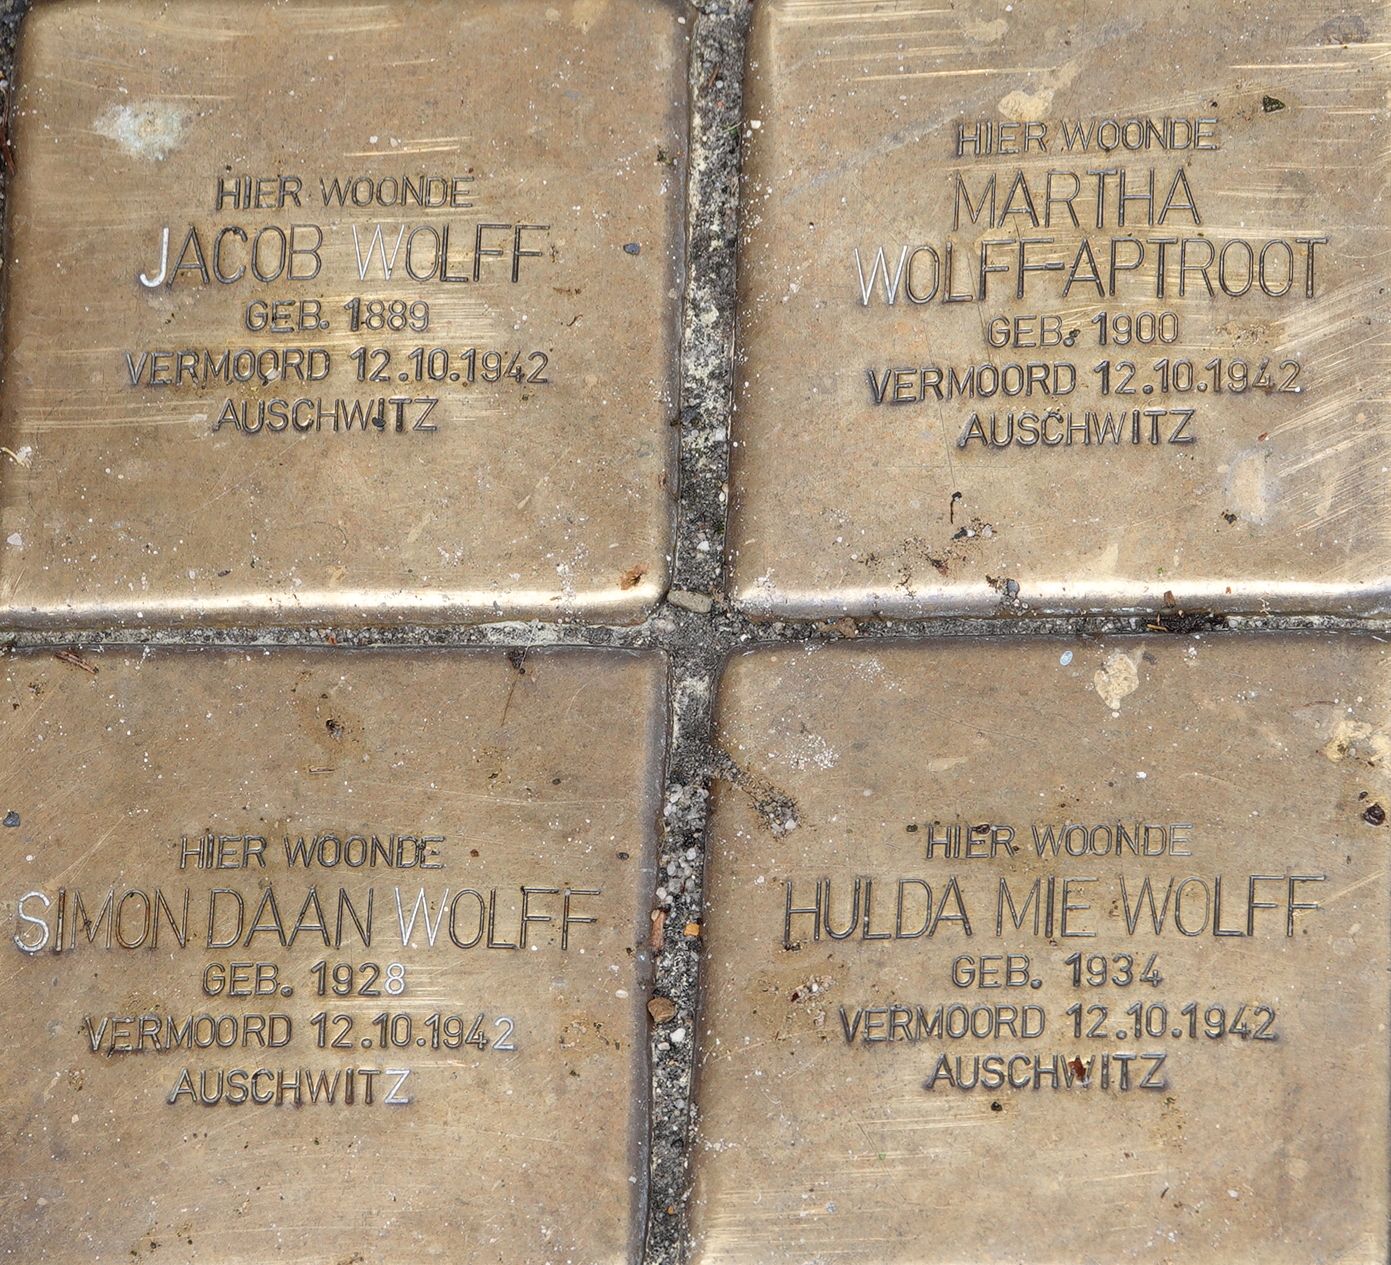 HIER WOONDE
JACOB WOLFF
GEB. 1889
VERMOORD 12.10.1942
AUSCHWITZ
HIER WOONDE
MARTHA
WOLFF-APTROOT
GEB. 1900
VERMOORD 12.10.1942
AUSCHWITZ
HIER WOONDE
SIMON DAAN WOLFF
GEB. 1928
VERMOORD 12.10.1942
AUSCHWITZ
HIER WOONDE
HULDA MIE WOLFF
GEB. 1934
VERMOORD 12.10.1942
AUSCHWITZ